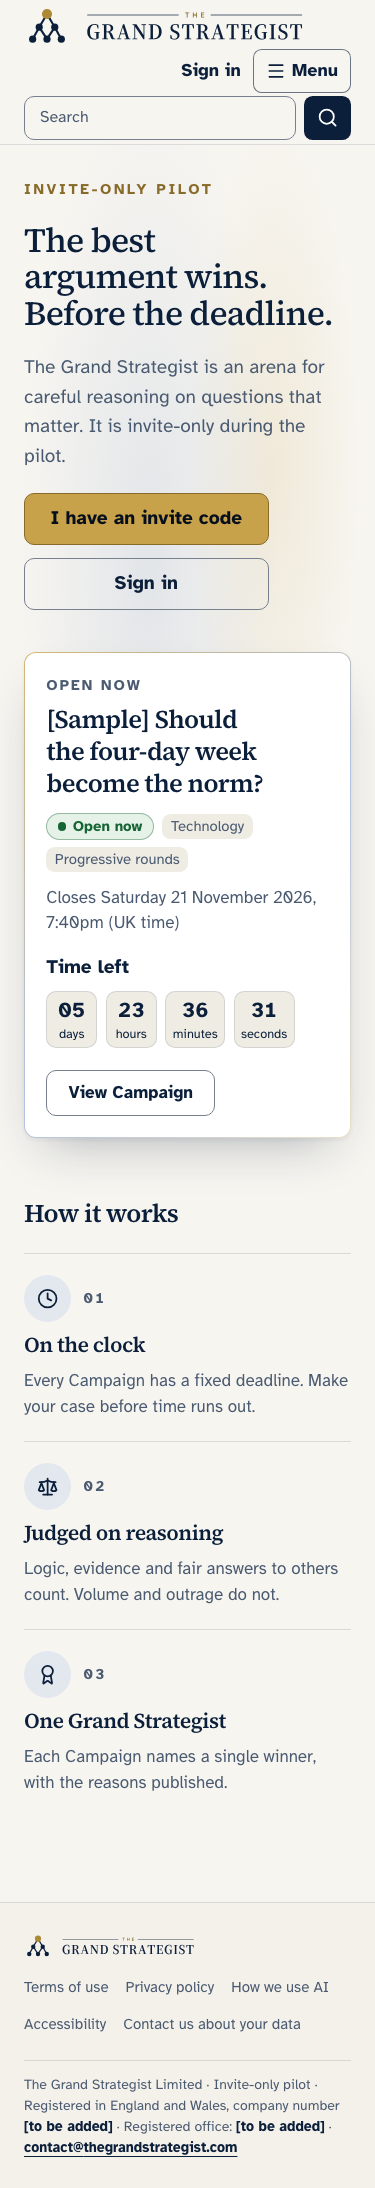 THE
GRAND STRATEGIST
Sign in
Menu
Search
INVITE-ONLY PILOT
The best
argument wins.
Before the deadline.
The Grand Strategist is an arena for
careful reasoning on questions that
matter. It is invite-only during the
pilot.
I have an invite code
Sign in
OPEN NOW
[Sample] Should
the four-day week
become the norm?
Open now
Technology
Progressive rounds
Closes Saturday 21 November 2026,
7:40pm (UK time)
Time left
05 23 36 31
days hours minutes seconds
View Campaign
How it works
01
On the clock
Every Campaign has a fixed deadline. Make
your case before time runs out.
02
Judged on reasoning
Logic, evidence and fair answers to others
count. Volume and outrage do not.
03
One Grand Strategist
Each Campaign names a single winner,
with the reasons published.
THE
GRAND STRATEGIST
Terms of use Privacy policy How we use AI
Accessibility Contact us about your data
The Grand Strategist Limited · Invite-only pilot ·
Registered in England and Wales, company number
[to be added] · Registered office: [to be added] ·
contact@thegrandstrategist.com